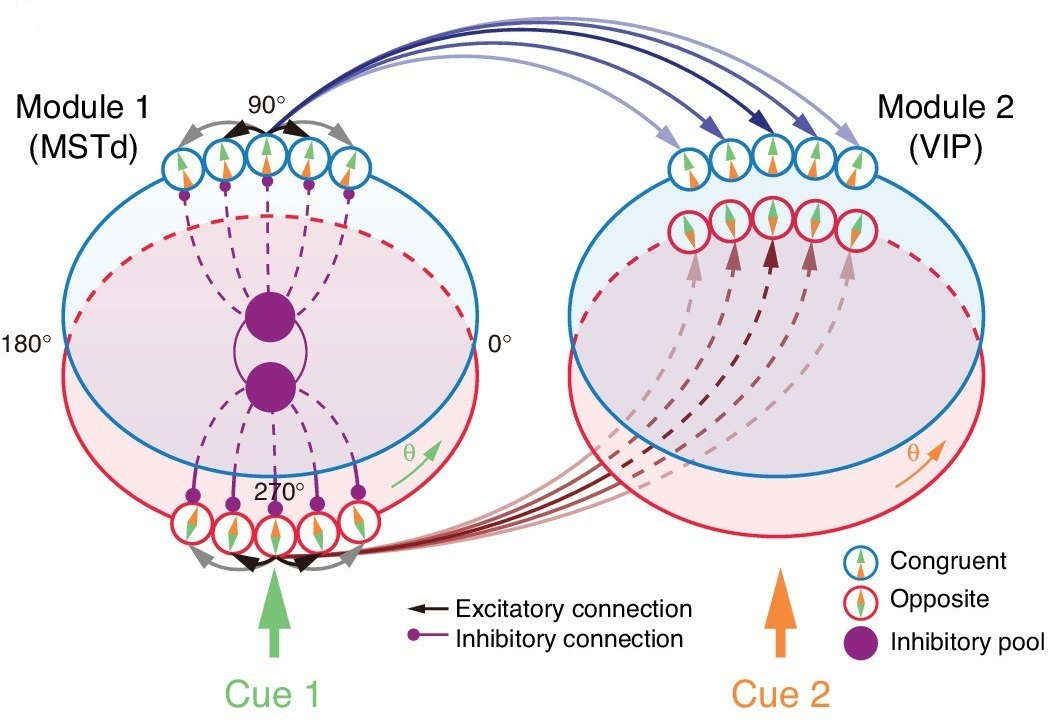 Module 1
(MSTd)
90°
Module 2
(VIP)
180°
0°
θ
θ
270°
Congruent
Opposite
Inhibitory pool
Excitatory connection
Inhibitory connection
Cue 1
Cue 2